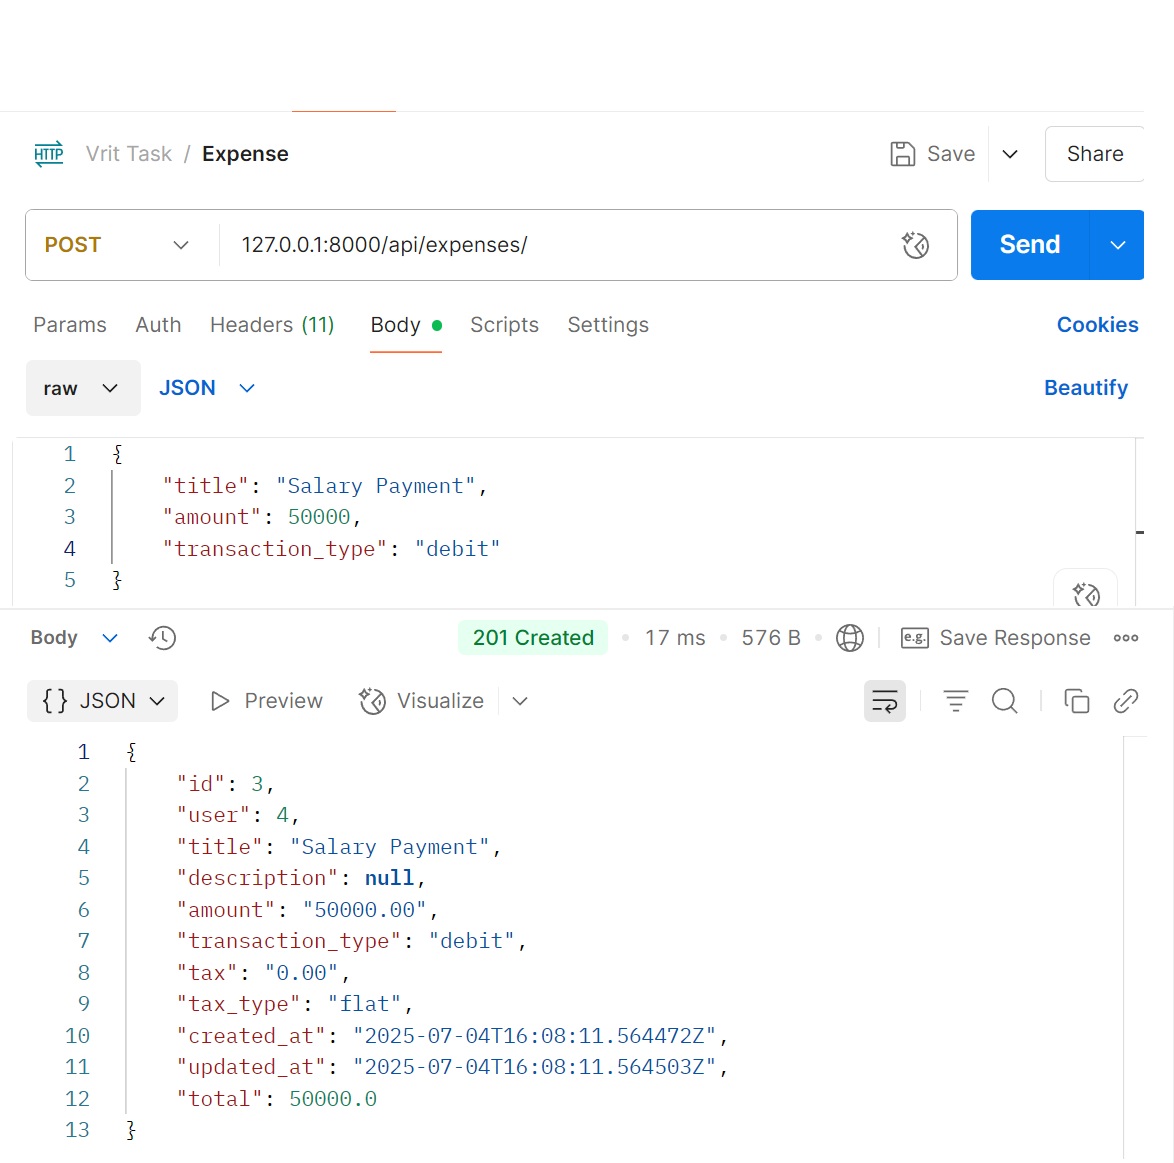 HTTP Vrit Task / Expense Save Share
POST 127.0.0.1:8000/api/expenses/ Send
Params Auth Headers (11) Body Scripts Settings Cookies
raw JSON Beautify
1 {
2 "title": "Salary Payment",
3 "amount": 50000,
4 "transaction_type": "debit"
5 }
Body 201 Created 17 ms 576 B e.g. Save Response
{} JSON Preview Visualize
1 {
2 "id": 3,
3 "user": 4,
4 "title": "Salary Payment",
5 "description": null,
6 "amount": "50000.00",
7 "transaction_type": "debit",
8 "tax": "0.00",
9 "tax_type": "flat",
10 "created_at": "2025-07-04T16:08:11.564472Z",
11 "updated_at": "2025-07-04T16:08:11.564503Z",
12 "total": 50000.0
13 }